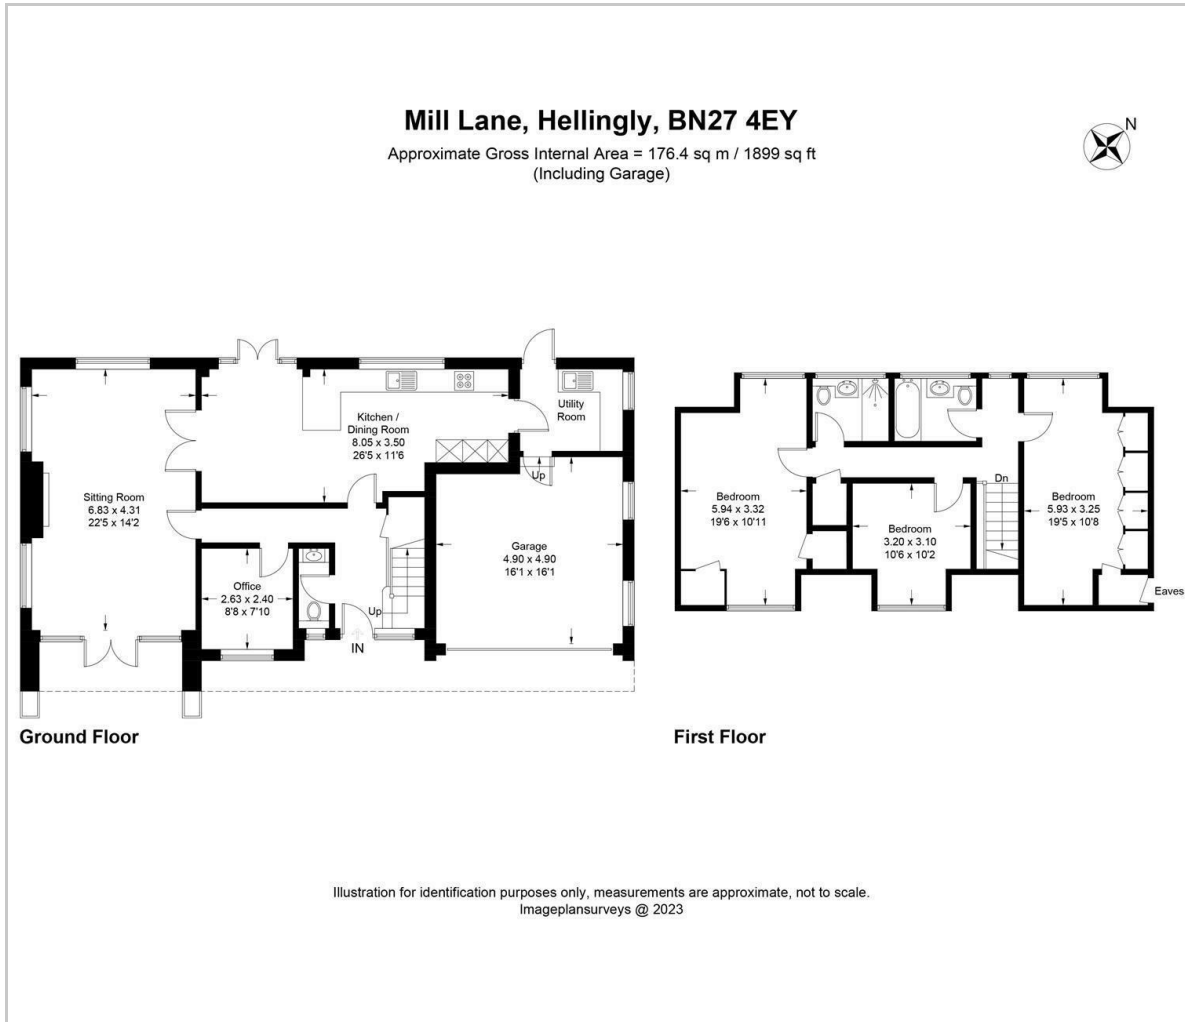 Mill Lane, Hellingly, BN27 4EY
Approximate Gross Internal Area = 176.4 sq m / 1899 sq ft
(Including Garage)
N
Kitchen /
Dining Room
8.05 x 3.50
26'5 x 11'6
Utility
Room
Up
Sitting Room
6.83 x 4.31
22'5 x 14'2
Garage
4.90 x 4.90
16'1 x 16'1
Office
2.63 x 2.40
8'8 x 7'10
Up
IN
Ground Floor
Bedroom
5.94 x 3.32
19'6 x 10'11
Bedroom
3.20 x 3.10
10'6 x 10'2
Dn
Bedroom
5.93 x 3.25
19'5 x 10'8
Eaves
First Floor
Illustration for identification purposes only, measurements are approximate, not to scale.
Imageplansurveys @ 2023